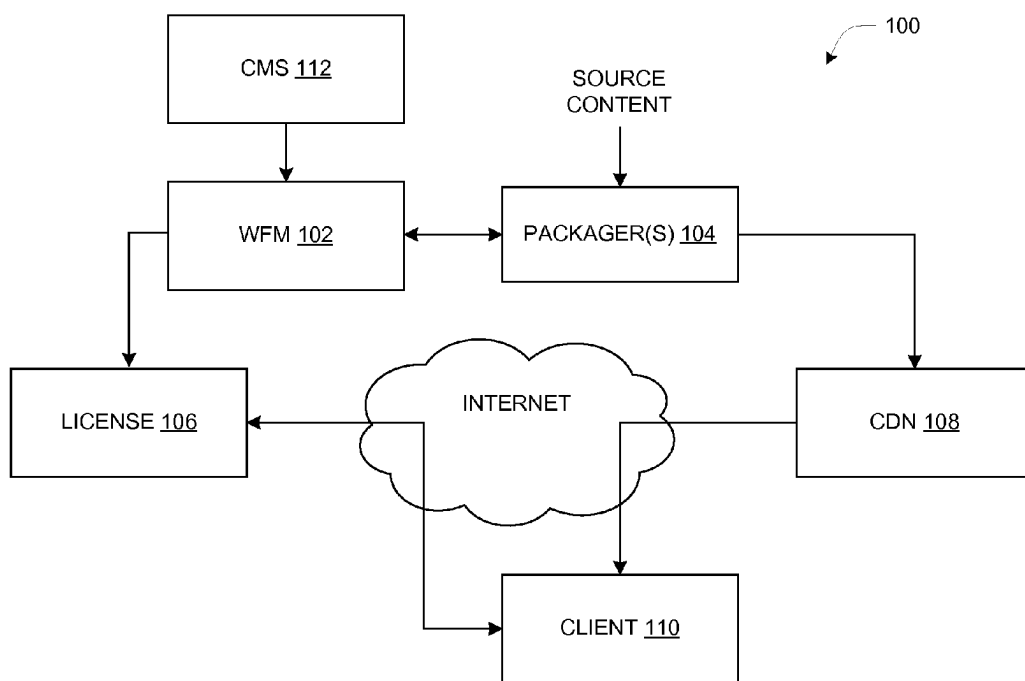 100
CMS 112
SOURCE
CONTENT
WFM 102
PACKAGER(S) 104
INTERNET
LICENSE 106
CDN 108
CLIENT 110